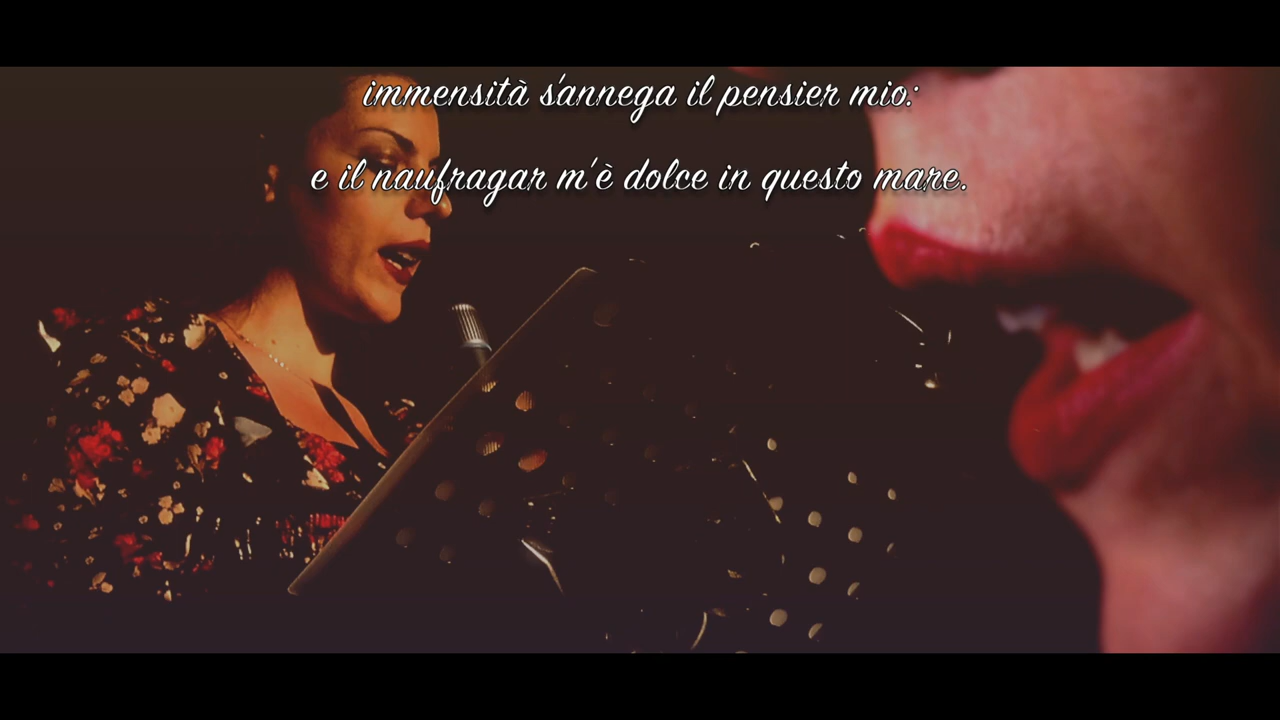 immensità s'annega il pensier mio:
e il naufragar m'è dolce in questo mare.